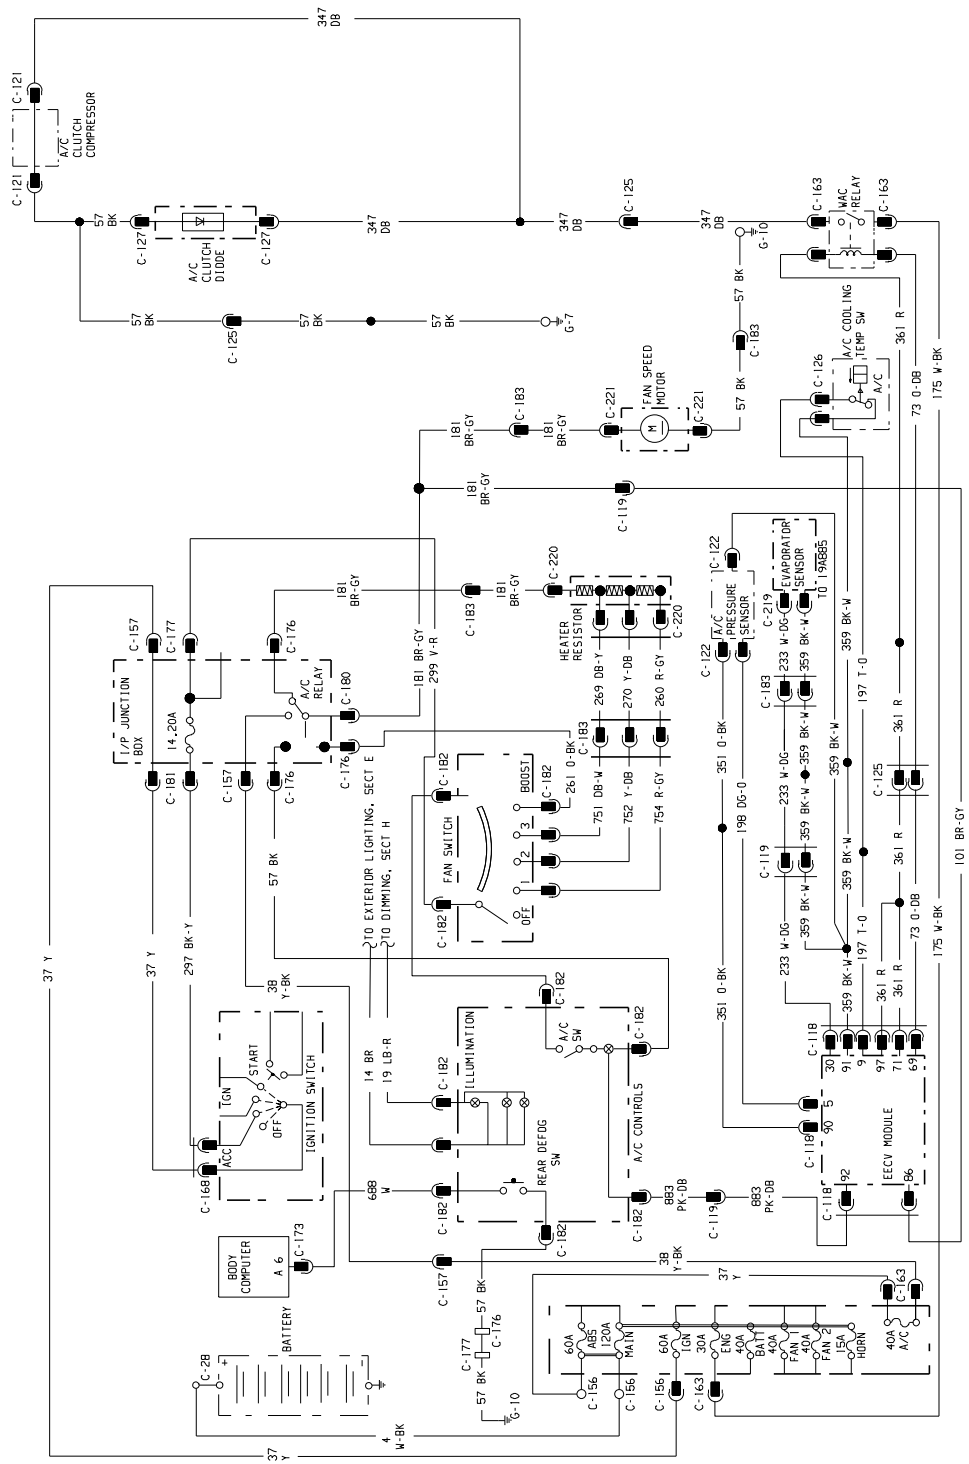 347
DB
C-121
A/C
CLUTCH
COMPRESSOR
C-121
57
BK
C-127
A/C
CLUTCH
DIODE
C-127
347
DB
347
DB
C-125
347
DB
C-163
WAC
RELAY
C-163
G-10
57 BK
C-183
57 BK
57
BK
C-125
57
BK
57
BK
G-7
A/C COOLING
TEMP SW
C-126
A/C
361 R
73 O-DB
175 W-BK
FAN SPEED
MOTOR
C-221
C-221
181
BR-GY
C-183
181
BR-GY
181
BR-GY
C-119
C-157
C-177
C-176
181
BR-GY
C-183
181
BR-GY
C-220
HEATER
RESISTOR
C-220
C-122
A/C
PRESSURE
SENSOR
C-122
EVAPORATOR
SENSOR
TO 19A885
C-219
I/P JUNCTION
BOX
14.20A
A/C
RELAY
C-180
C-181
C-157
C-176
C-176
181 BR-GY
299 V-R
269 DB-Y
270 Y-DB
260 R-GY
C-183
751 DB-W
752 Y-DB
754 R-GY
233 W-DG
359 BK-W
C-183
359 BK-W
197 T-O
361 R
351 O-BK
198 DG-O
233 W-DG
359 BK-W
359 BK-W
359 BK-W
C-119
C-125
361 R
C-182
FAN SWITCH
BOOST
3
2
1
OFF
C-182
C-182
261 O-BK
TO EXTERIOR LIGHTING, SECT E
TO DIMMING, SECT H
37 Y
37 Y
297 BK-Y
57 BK
38
Y-BK
14 BR
19 LB-R
351 O-BK
233 W-DG
359 BK-W
359 BK-W
359 BK-W
197 T-O
361 R
361 R
73 O-DB
175 W-BK
101 BR-GY
IGN
START
OFF
ACC
IGNITION SWITCH
C-168
C-182
ILLUMINATION
C-182
A/C
SW
C-182
A/C CONTROLS
REAR DEFOG
SW
C-182
C-182
C-182
688
W
883
PK-DB
C-119
883
PK-DB
C-118
30
91
9
97
71
69
5
90
C-118
EECV MODULE
92
86
C-118
BODY
COMPUTER
A 6
C-173
C-157
38
Y-BK
37
Y
C-163
BATTERY
C-28
+
-
57 BK
C-176
C-177
57 BK
G-10
4
W-BK
37
Y
60A
ABS
120A
MAIN
60A
IGN
30A
ENG
40A
BATT
40A
FAN 1
40A
FAN 2
15A
HORN
40A
A/C
C-156
C-156
C-156
C-163